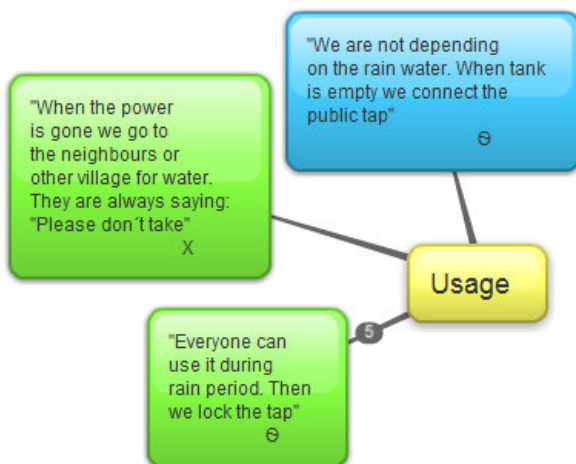 "We are not depending
on the rain water. When tank
is empty we connect the
public tap"
Ɵ
"When the power
is gone we go to
the neighbours or
other village for water.
They are always saying:
"Please don´t take"
X
Usage
5
"Everyone can
use it during
rain period. Then
we lock the tap"
Ɵ